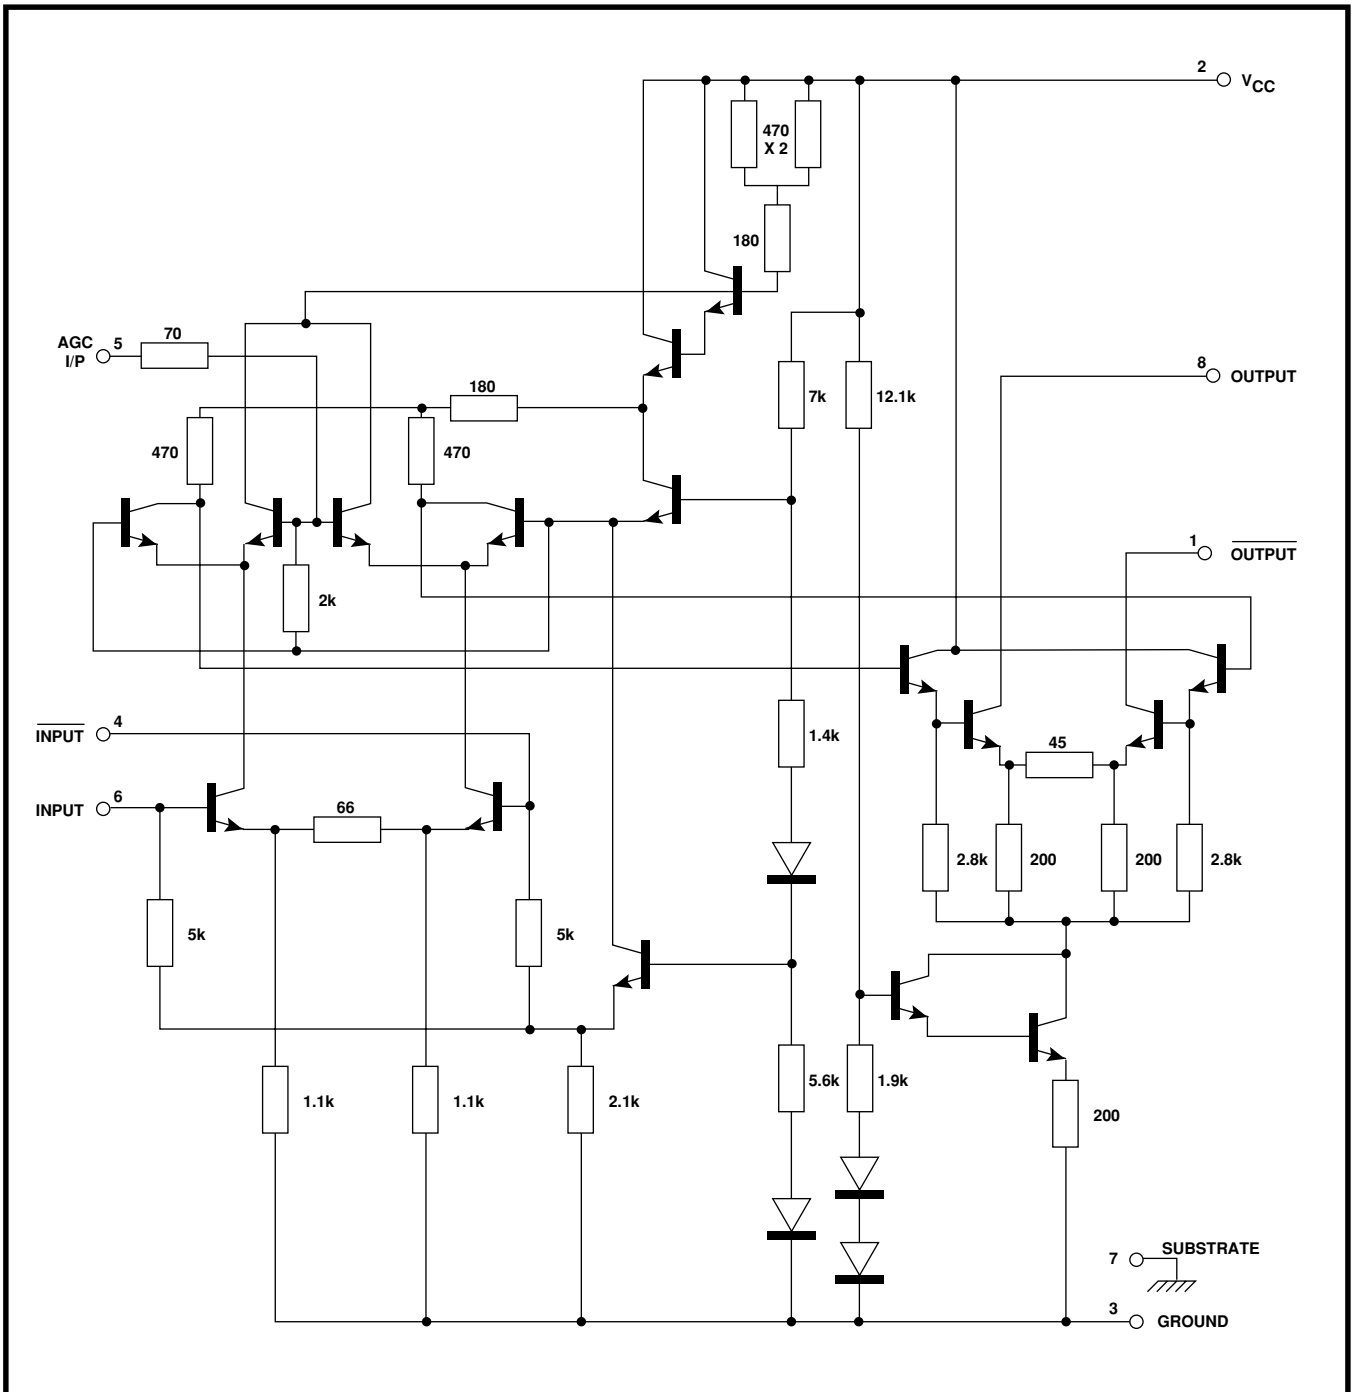 2
VCC
470
X 2
180
AGC
I/P
5
70
180
470
470
7k
12.1k
8
OUTPUT
1
OUTPUT
2k
INPUT
4
1.4k
45
INPUT
6
66
2.8k
200
200
2.8k
5k
5k
1.1k
1.1k
2.1k
5.6k
1.9k
200
7
SUBSTRATE
3
GROUND